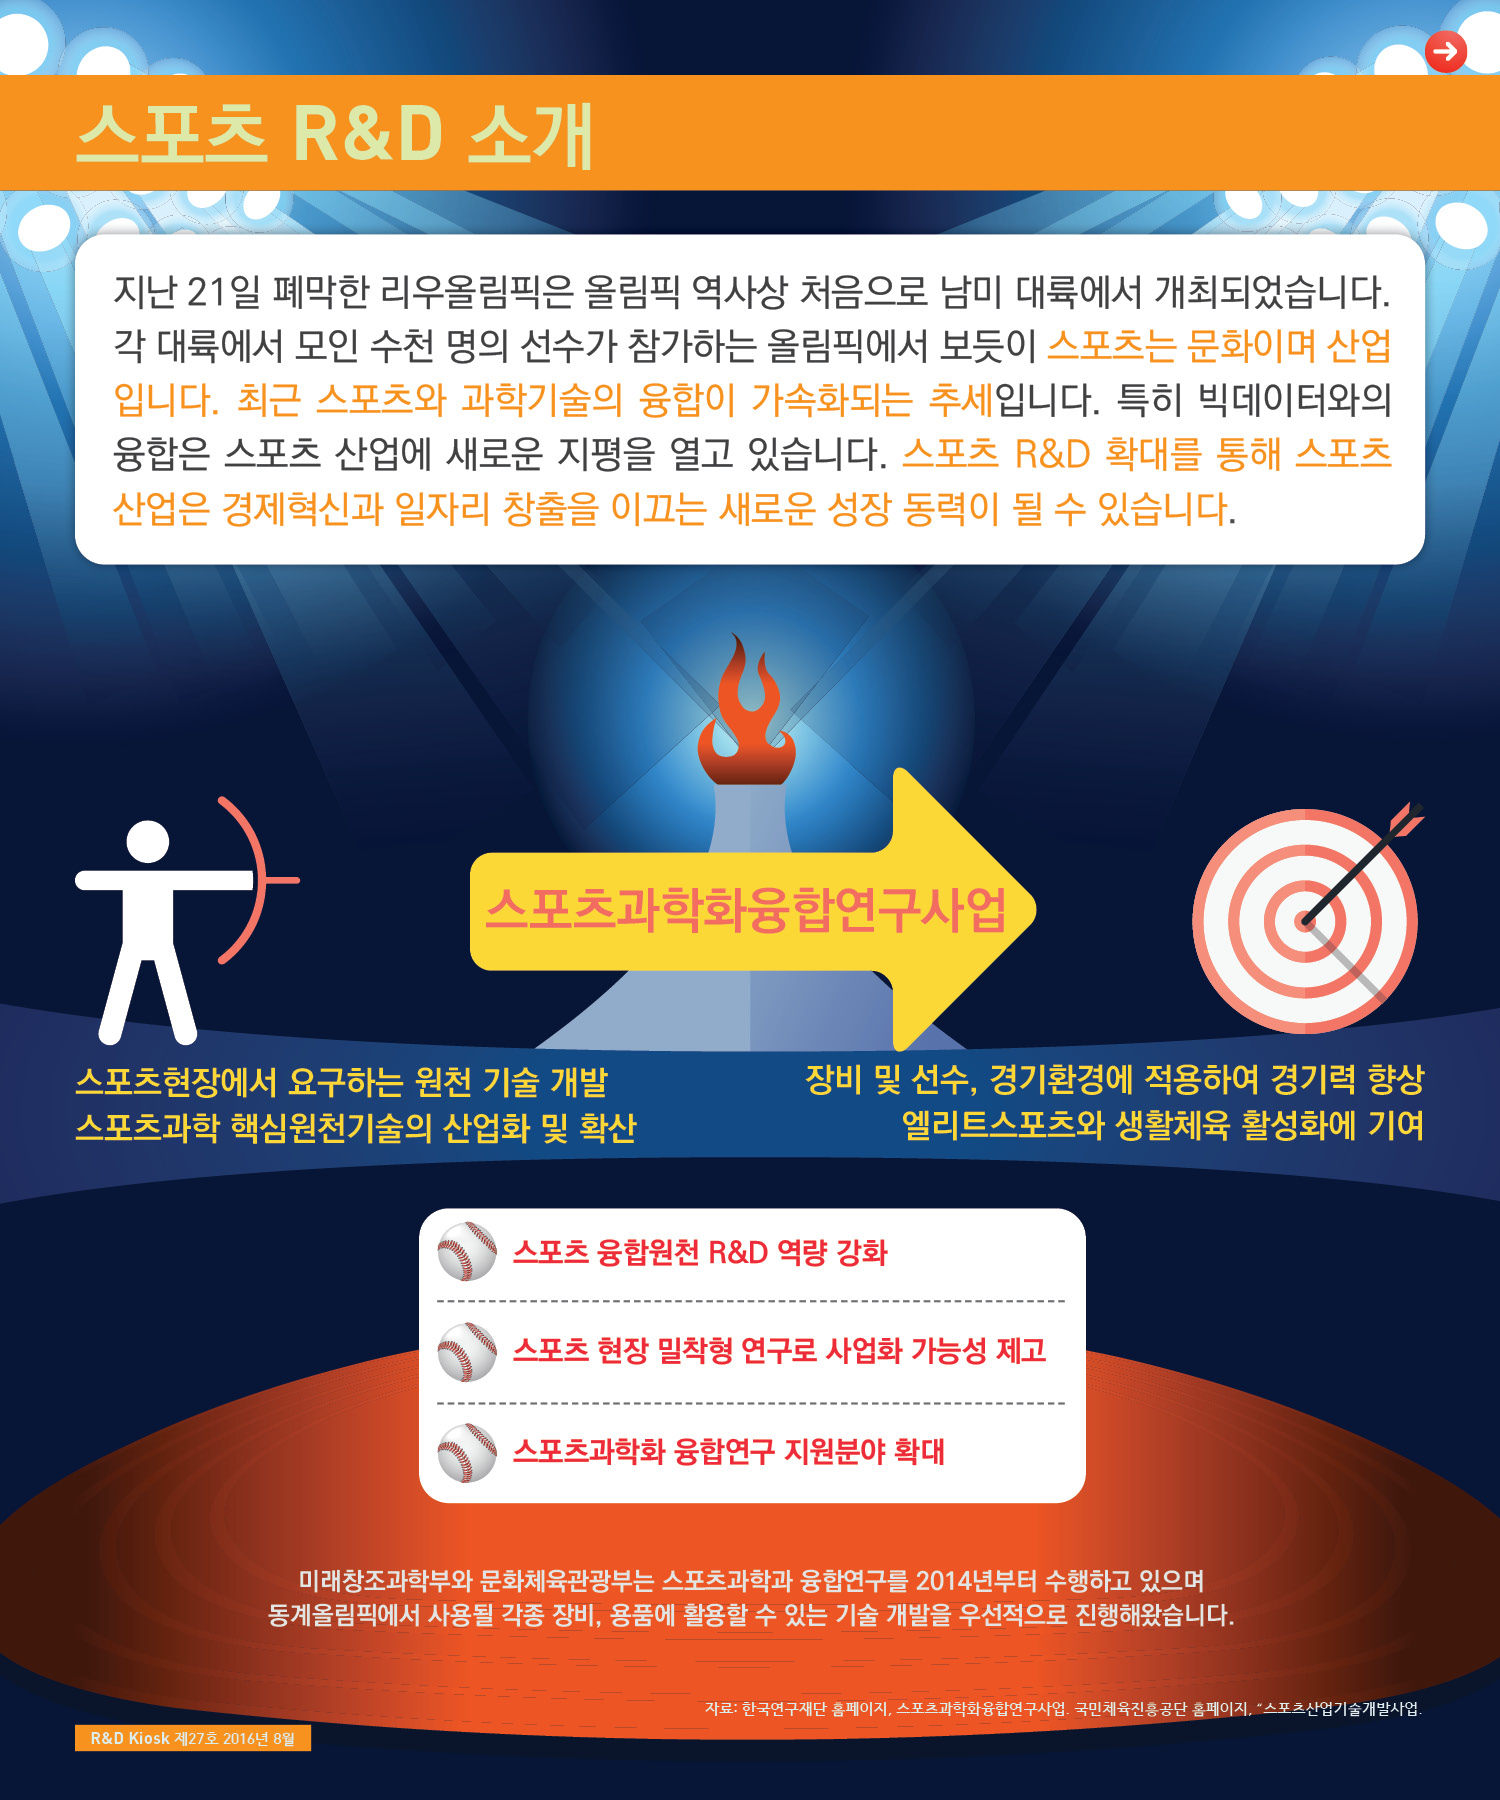 스포츠 R&D 소개
지난 21일 폐막한 리우올림픽은 올림픽 역사상 처음으로 남미 대륙에서 개최되었습니다.
각 대륙에서 모인 수천 명의 선수가 참가하는 올림픽에서 보듯이 스포츠는 문화이며 산업
입니다. 최근 스포츠와 과학기술의 융합이 가속화되는 추세입니다. 특히 빅데이터와의
융합은 스포츠 산업에 새로운 지평을 열고 있습니다. 스포츠 R&D 확대를 통해 스포츠
산업은 경제혁신과 일자리 창출을 이끄는 새로운 성장 동력이 될 수 있습니다.
스포츠과학화융합연구사업
스포츠현장에서 요구하는 원천 기술 개발
스포츠과학 핵심원천기술의 산업화 및 확산
장비 및 선수, 경기환경에 적용하여 경기력 향상
엘리트스포츠와 생활체육 활성화에 기여
스포츠 융합원천 R&D 역량 강화
스포츠 현장 밀착형 연구로 사업화 가능성 제고
스포츠과학화 융합연구 지원분야 확대
미래창조과학부와 문화체육관광부는 스포츠과학과 융합연구를 2014년부터 수행하고 있으며
동계올림픽에서 사용될 각종 장비, 용품에 활용할 수 있는 기술 개발을 우선적으로 진행해왔습니다.
자료: 한국연구재단 홈페이지, 스포츠과학화융합연구사업. 국민체육진흥공단 홈페이지, “스포츠산업기술개발사업.
R&D Kiosk 제27호 2016년 8월